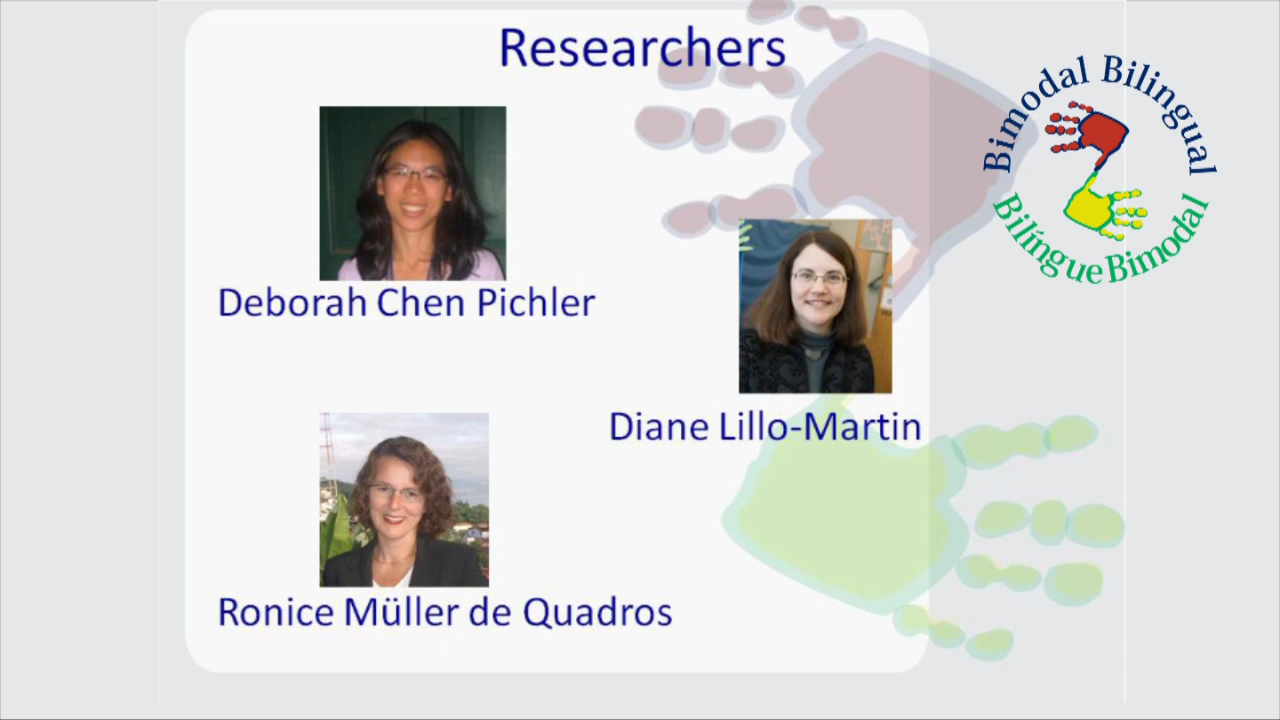 Researchers
Deborah Chen Pichler
Diane Lillo-Martin
Ronice Müller de Quadros
Bimodal Bilingual
Bilíngue Bimodal